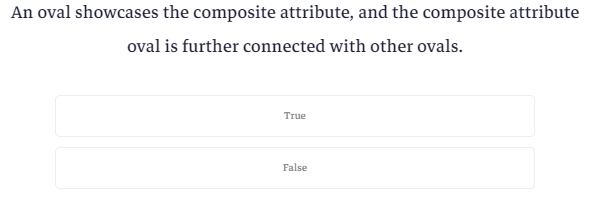 An oval showcases the composite attribute, and the composite attribute
oval is further connected with other ovals.
True
False